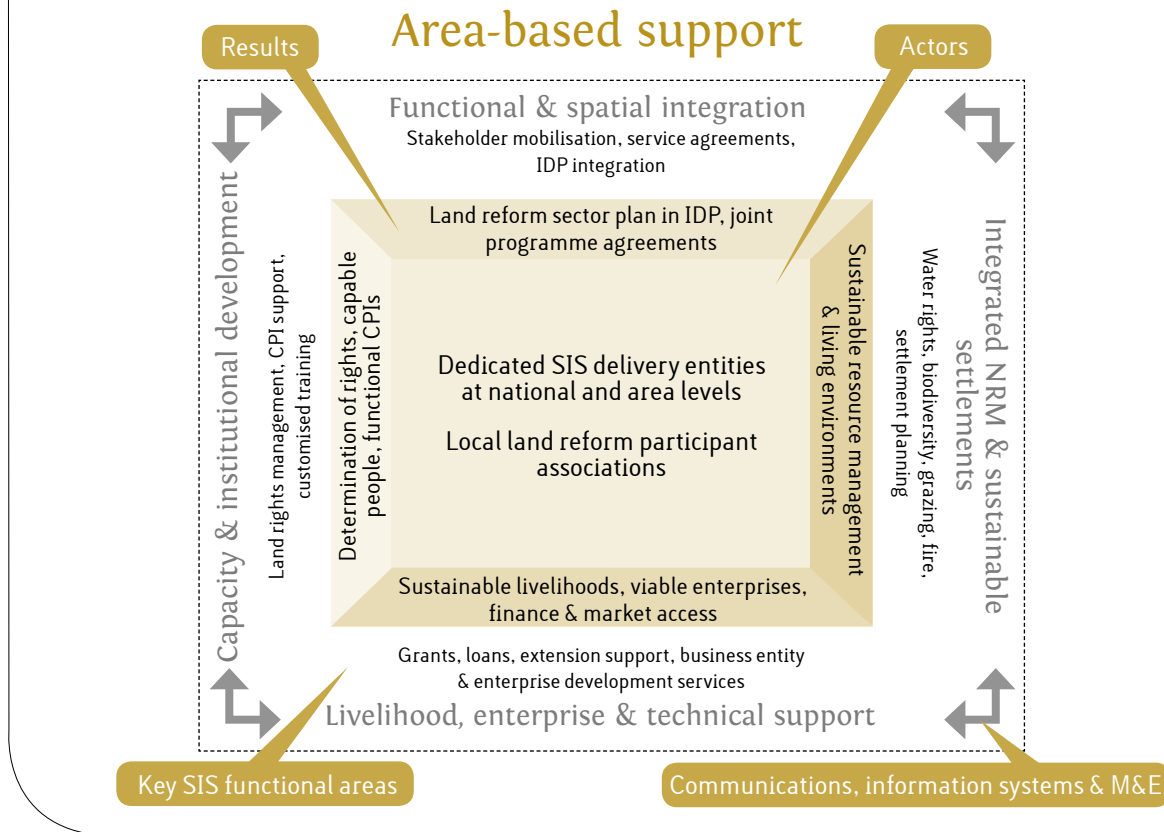 Area-based support
Results
Actors
Functional & spatial integration
Stakeholder mobilisation, service agreements,
IDP integration
Land reform sector plan in IDP, joint
programme agreements
Capacity & institutional development
Land rights management, CPI support,
customised training
Determination of rights, capable
people, functional CPIs
Dedicated SIS delivery entities
at national and area levels
Local land reform participant
associations
Sustainable resource management
& living environments
Water rights, biodiversity, grazing, fire,
settlement planning
Integrated NRM & sustainable
settlements
Sustainable livelihoods, viable enterprises,
finance & market access
Grants, loans, extension support, business entity
& enterprise development services
Livelihood, enterprise & technical support
Key SIS functional areas
Communications, information systems & M&E